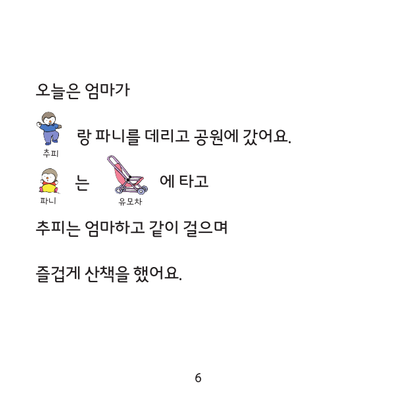 오늘은 엄마가
랑 파니를 데리고 공원에 갔어요.
추피
는 에 타고
파니 유모차
추피는 엄마하고 같이 걸으며
즐겁게 산책을 했어요.
6